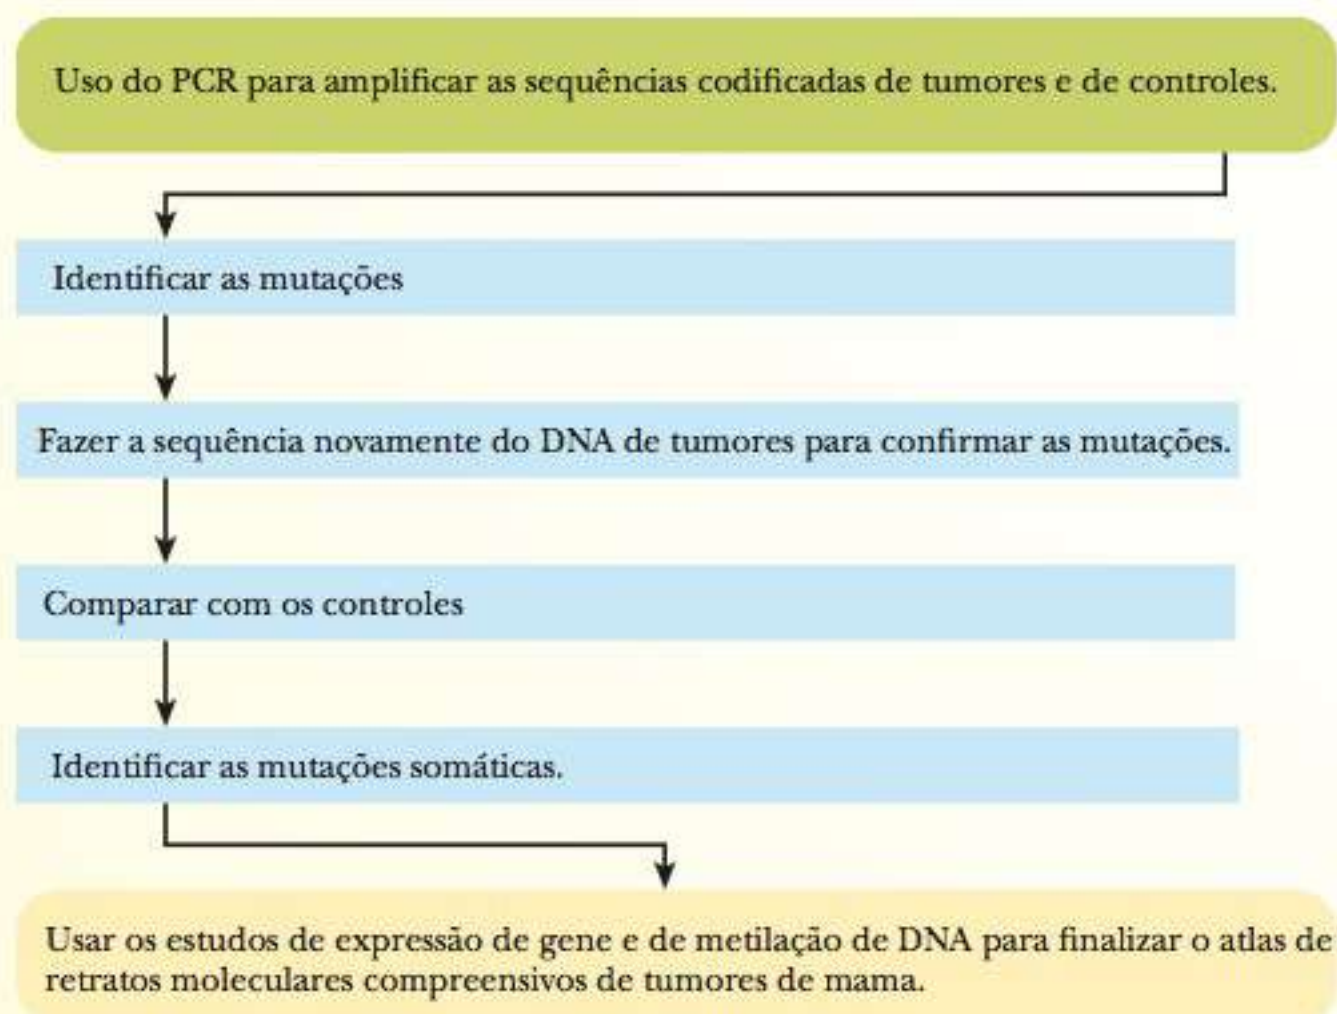 Uso do PCR para amplificar as sequências codificadas de tumores e de controles.
Identificar as mutações
Fazer a sequência novamente do DNA de tumores para confirmar as mutações.
Comparar com os controles
Identificar as mutações somáticas.
Usar os estudos de expressão de gene e de metilação de DNA para finalizar o atlas de
retratos moleculares compreensivos de tumores de mama.